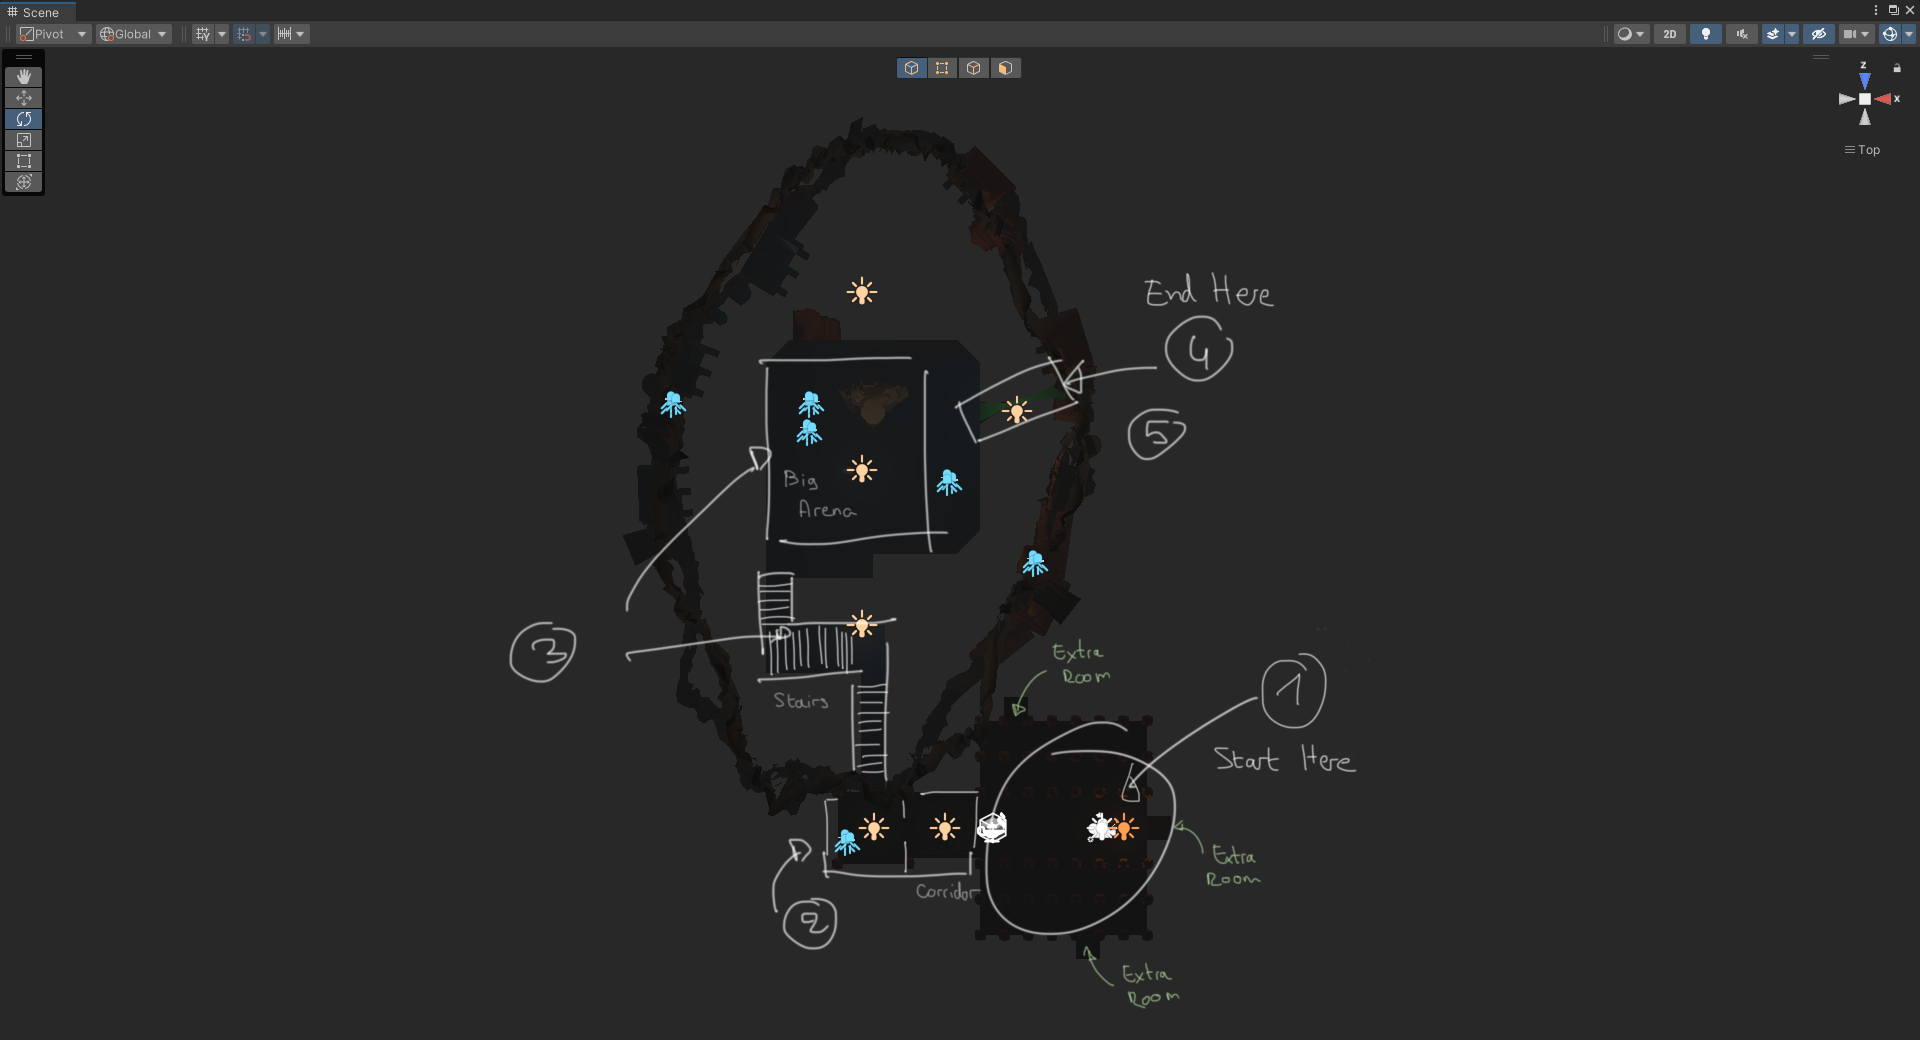 Scene
Pivot
Global
2D
z
x
Top
End Here
4
5
Big
Arena
3
Stairs
Extra
Room
1
Start Here
Extra
Room
Corridor
2
Extra
Room